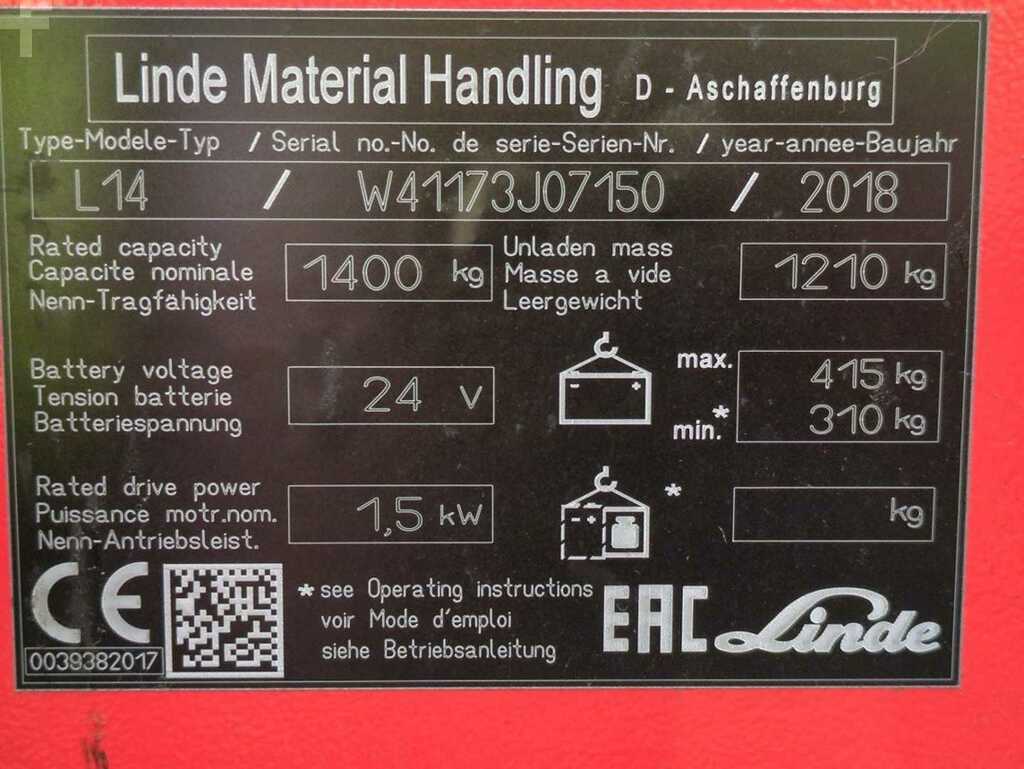 Linde Material Handling D - Aschaffenburg
Type-Modele-Typ / Serial no.-No. de serie-Serien-Nr. / year-annee-Baujahr
L14 / W41173J07150 / 2018
Rated capacity
Capacite nominale
Nenn-Tragfähigkeit
1400 kg
Unladen mass
Masse a vide
Leergewicht
1210 kg
Battery voltage
Tension batterie
Batteriespannung
24 V
max. 415 kg
min.* 310 kg
Rated drive power
Puissance motr.nom.
Nenn-Antriebsleist.
1,5 kW
* kg
CE
0039382017
* see Operating instructions
voir Mode d'emploi
siehe Betriebsanleitung
EAC
Linde